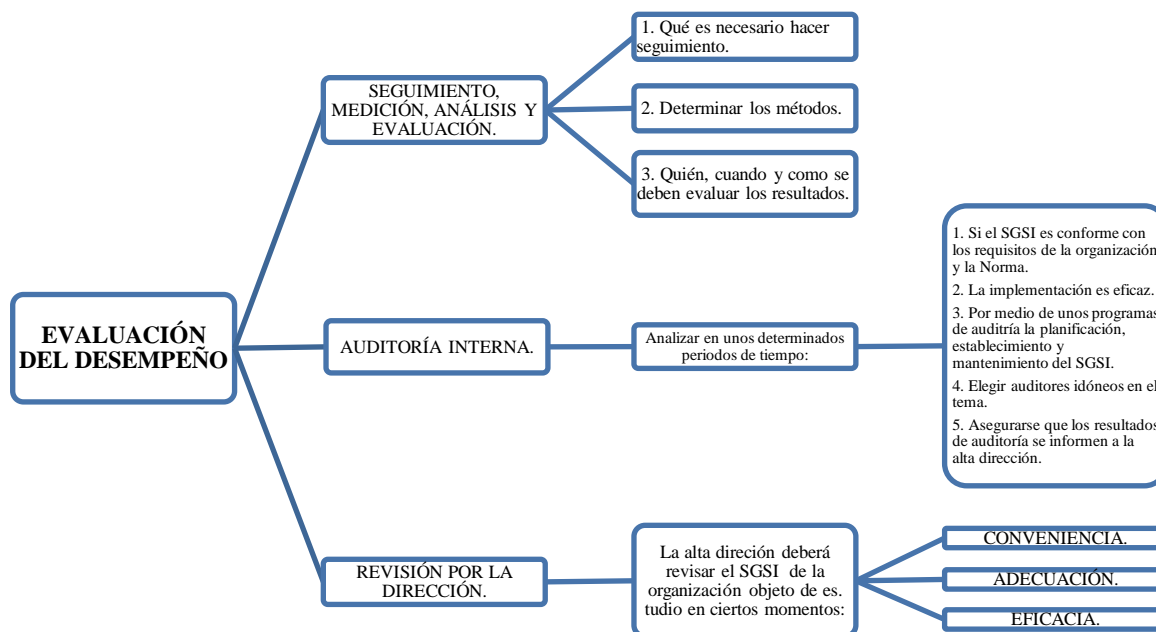 EVALUACIÓN
DEL DESEMPEÑO
SEGUIMIENTO,
MEDICIÓN, ANÁLISIS Y
EVALUACIÓN.
1. Qué es necesario hacer
seguimiento.
2. Determinar los métodos.
3. Quién, cuando y como se
deben evaluar los resultados.
AUDITORÍA INTERNA.
Analizar en unos determinados
periodos de tiempo:
1. Si el SGSI es conforme con
los requisitos de la organización
y la Norma.
2. La implementación es eficaz.
3. Por medio de unos programas
de auditría la planificación,
establecimiento y
mantenimiento del SGSI.
4. Elegir auditores idóneos en el
tema.
5. Asegurarse que los resultados
de auditoría se informen a la
alta dirección.
REVISIÓN POR LA
DIRECCIÓN.
La alta direción deberá
revisar el SGSI de la
organización objeto de es.
tudio en ciertos momentos:
CONVENIENCIA.
ADECUACIÓN.
EFICACIA.